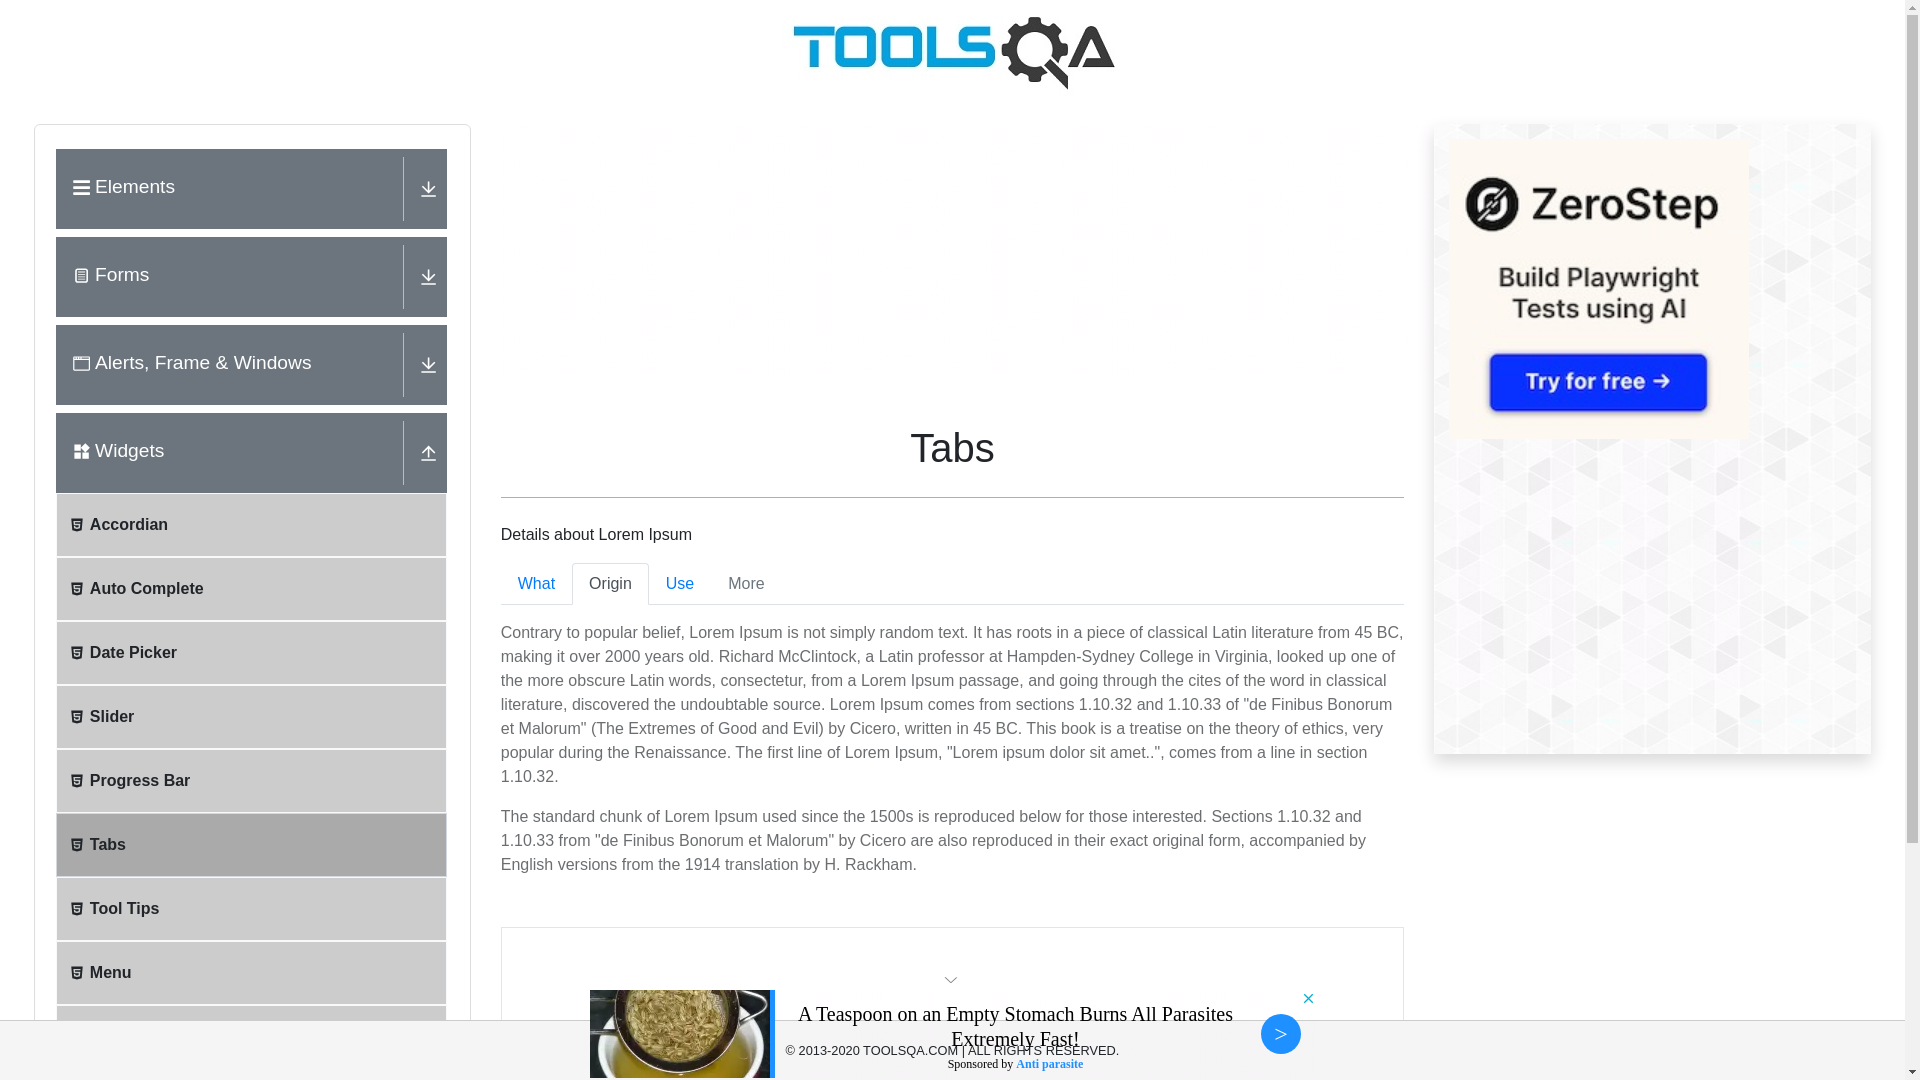 TOOLSQA
Elements
Forms
Alerts, Frame & Windows
Widgets
Accordian
Auto Complete
Date Picker
Slider
Progress Bar
Tabs
Tool Tips
Menu
Tabs
Details about Lorem Ipsum
What Origin Use More
Contrary to popular belief, Lorem Ipsum is not simply random text. It has roots in a piece of classical Latin literature from 45 BC,
making it over 2000 years old. Richard McClintock, a Latin professor at Hampden-Sydney College in Virginia, looked up one of
the more obscure Latin words, consectetur, from a Lorem Ipsum passage, and going through the cites of the word in classical
literature, discovered the undoubtable source. Lorem Ipsum comes from sections 1.10.32 and 1.10.33 of "de Finibus Bonorum
et Malorum" (The Extremes of Good and Evil) by Cicero, written in 45 BC. This book is a treatise on the theory of ethics, very
popular during the Renaissance. The first line of Lorem Ipsum, "Lorem ipsum dolor sit amet..", comes from a line in section
1.10.32.
The standard chunk of Lorem Ipsum used since the 1500s is reproduced below for those interested. Sections 1.10.32 and
1.10.33 from "de Finibus Bonorum et Malorum" by Cicero are also reproduced in their exact original form, accompanied by
English versions from the 1914 translation by H. Rackham.
ZeroStep
Build Playwright
Tests using AI
Try for free →
A Teaspoon on an Empty Stomach Burns All Parasites
Extremely Fast!
Sponsored by Anti parasite
>
© 2013-2020 TOOLSQA.COM | ALL RIGHTS RESERVED.